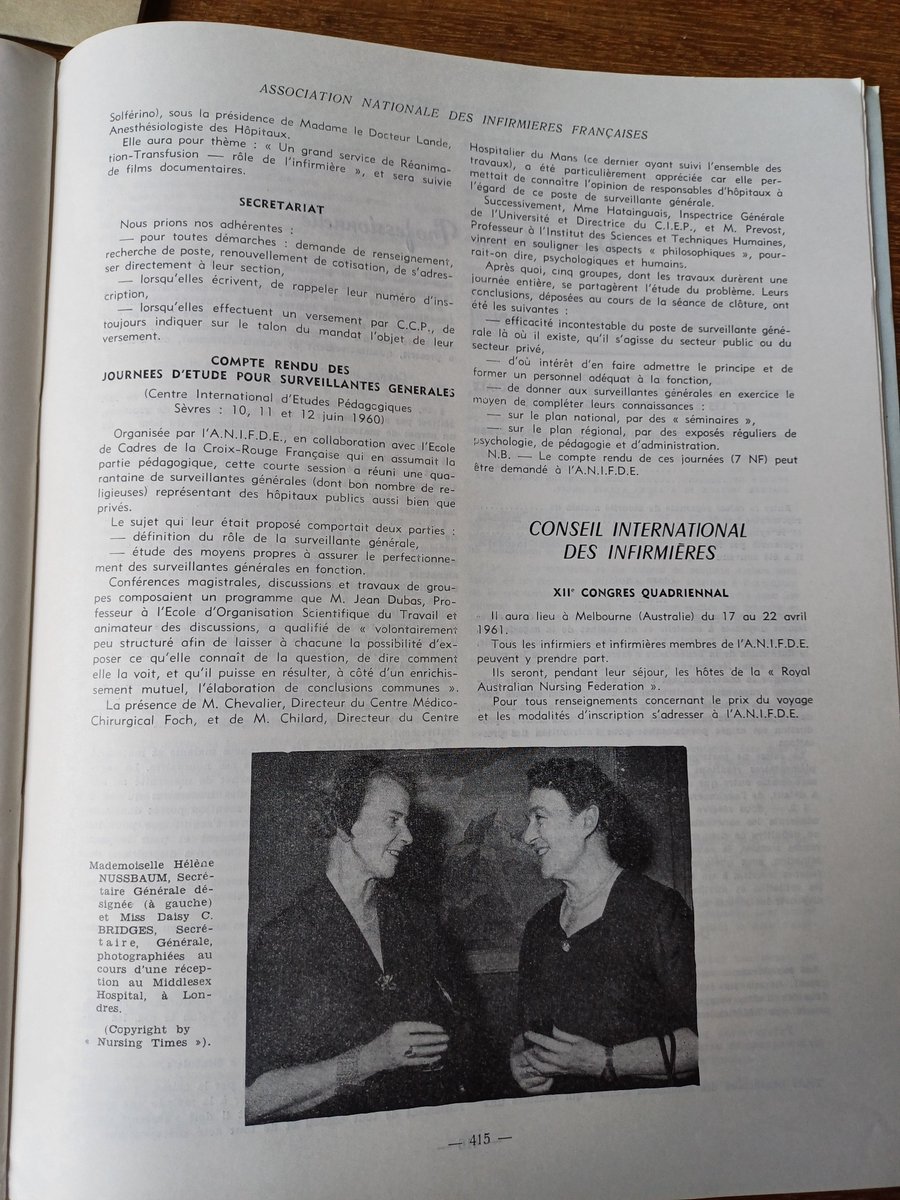 ASSOCIATION NATIONALE DES INFIRMIERES FRANÇAISES
Solférino), sous la présidence de Madame le Docteur Lande,
Anesthésiologiste des Hôpitaux.
Elle aura pour thème : « Un grand service de Réanima-
tion-Transfusion — rôle de l'infirmière », et sera suivie
de films documentaires.
SECRETARIAT
Nous prions nos adhérentes :
— pour toutes démarches : demande de renseignement,
recherche de poste, renouvellement de cotisation, de s'adres-
ser directement à leur section,
— lorsqu'elles écrivent, de rappeler leur numéro d'ins-
cription,
— lorsqu'elles effectuent un versement par C.C.P., de
toujours indiquer sur le talon du mandat l'objet de leur
versement.
COMPTE RENDU DES
JOURNEES D'ETUDE POUR SURVEILLANTES GENERALES
(Centre International d'Etudes Pédagogiques
Sèvres : 10, 11 et 12 juin 1960)
Organisée par l'A.N.I.F.D.E., en collaboration avec l'Ecole
de Cadres de la Croix-Rouge Française qui en assumait la
partie pédagogique, cette courte session a réuni une qua-
rantaine de surveillantes générales (dont bon nombre de re-
ligieuses) représentant des hôpitaux publics aussi bien que
privés.
Le sujet qui leur était proposé comportait deux parties :
— définition du rôle de la surveillante générale,
— étude des moyens propres à assurer le perfectionne-
ment des surveillantes générales en fonction.
Conférences magistrales, discussions et travaux de grou-
pes composaient un programme que M. Jean Dubas, Pro-
fesseur à l'Ecole d'Organisation Scientifique du Travail et
animateur des discussions, a qualifié de « volontairement
peu structuré afin de laisser à chacune la possibilité d'ex-
poser ce qu'elle connaît de la question, de dire comment
elle la voit, et qu'il puisse en résulter, à côté d'un enrichis-
sement mutuel, l'élaboration de conclusions communes ».
La présence de M. Chevalier, Directeur du Centre Médico-
Chirurgical Foch, et de M. Chilard, Directeur du Centre
Hospitalier du Mans (ce dernier ayant suivi l'ensemble des
travaux), a été particulièrement appréciée car elle per-
mettait de connaître l'opinion de responsables d'hôpitaux à
l'égard de ce poste de surveillante générale.
Successivement, Mme Hatainguais, Inspectrice Générale
de l'Université et Directrice du C.I.E.P., et M. Prevost,
Professeur à l'Institut des Sciences et Techniques Humaines,
vinrent en souligner les aspects « philosophiques », pour-
rait-on dire, psychologiques et humains.
Après quoi, cinq groupes, dont les travaux durèrent une
journée entière, se partagèrent l'étude du problème. Leurs
conclusions, déposées au cours de la séance de clôture, ont
été les suivantes :
— efficacité incontestable du poste de surveillante géné-
rale là où il existe, qu'il s'agisse du secteur public ou du
secteur privé,
— d'où intérêt d'en faire admettre le principe et de
former un personnel adéquat à la fonction,
— de donner aux surveillantes générales en exercice le
moyen de compléter leurs connaissances :
— sur le plan national, par des « séminaires »,
— sur le plan régional, par des exposés réguliers de
psychologie, de pédagogie et d'administration.
N.B. — Le compte rendu de ces journées (7 NF) peut
être demandé à l'A.N.I.F.D.E.
CONSEIL INTERNATIONAL
DES INFIRMIÈRES
XIIe CONGRES QUADRIENNAL
Il aura lieu à Melbourne (Australie) du 17 au 22 avril
1961.
Tous les infirmiers et infirmières membres de l'A.N.I.F.D.E.
peuvent y prendre part.
Ils seront, pendant leur séjour, les hôtes de la « Royal
Australian Nursing Federation ».
Pour tous renseignements concernant le prix du voyage
et les modalités d'inscription s'adresser à l'A.N.I.F.D.E.
Mademoiselle Hélène
NUSSBAUM, Secré-
taire Générale dé-
signée (à gauche)
et Miss Daisy C.
BRIDGES, Secré-
taire, Générale,
photographiées au
cours d'une récep-
tion au Middlesex
Hospital, à Lon-
dres.
(Copyright by
« Nursing Times »).
— 415 —